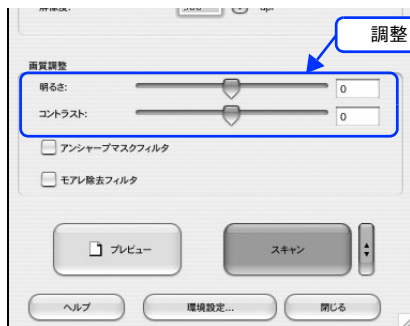 調整
画質調整
明るさ: 0
コントラスト: 0
アンシャープマスクフィルタ
モアレ除去フィルタ
プレビュー スキャン
ヘルプ 環境設定... 閉じる